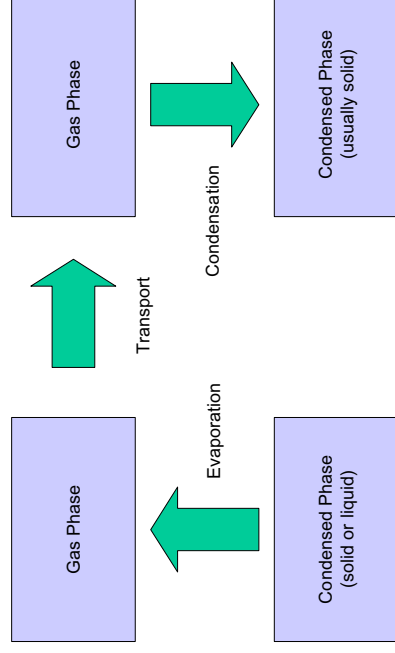 Gas Phase
Transport
Gas Phase
Evaporation
Condensation
Condensed Phase
(solid or liquid)
Condensed Phase
(usually solid)